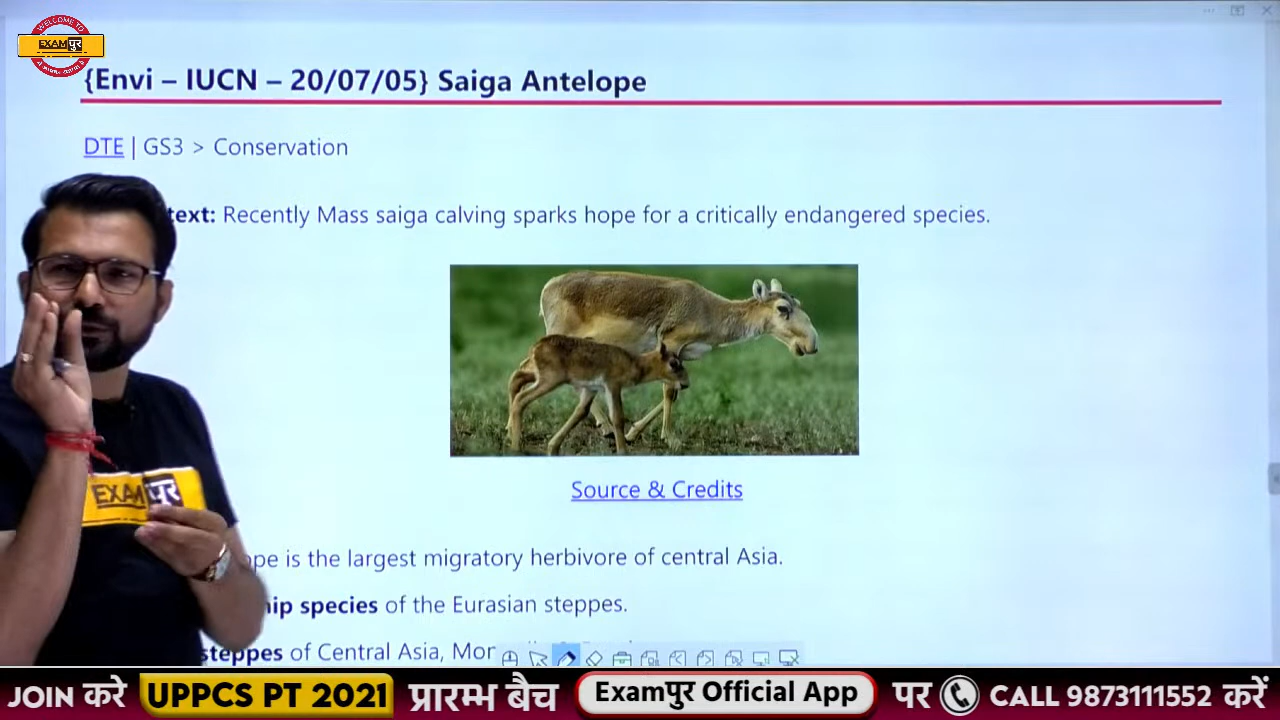 WELCOME TO
EXAMपुर
{Envi – IUCN – 20/07/05} Saiga Antelope
DTE | GS3 > Conservation
text: Recently Mass saiga calving sparks hope for a critically endangered species.
Source & Credits
EXAMपुर
ope is the largest migratory herbivore of central Asia.
hip species of the Eurasian steppes.
steppes of Central Asia, Mor
JOIN करे UPPCS PT 2021 प्रारम्भ बैच Examपुर Official App पर CALL 9873111552 करें